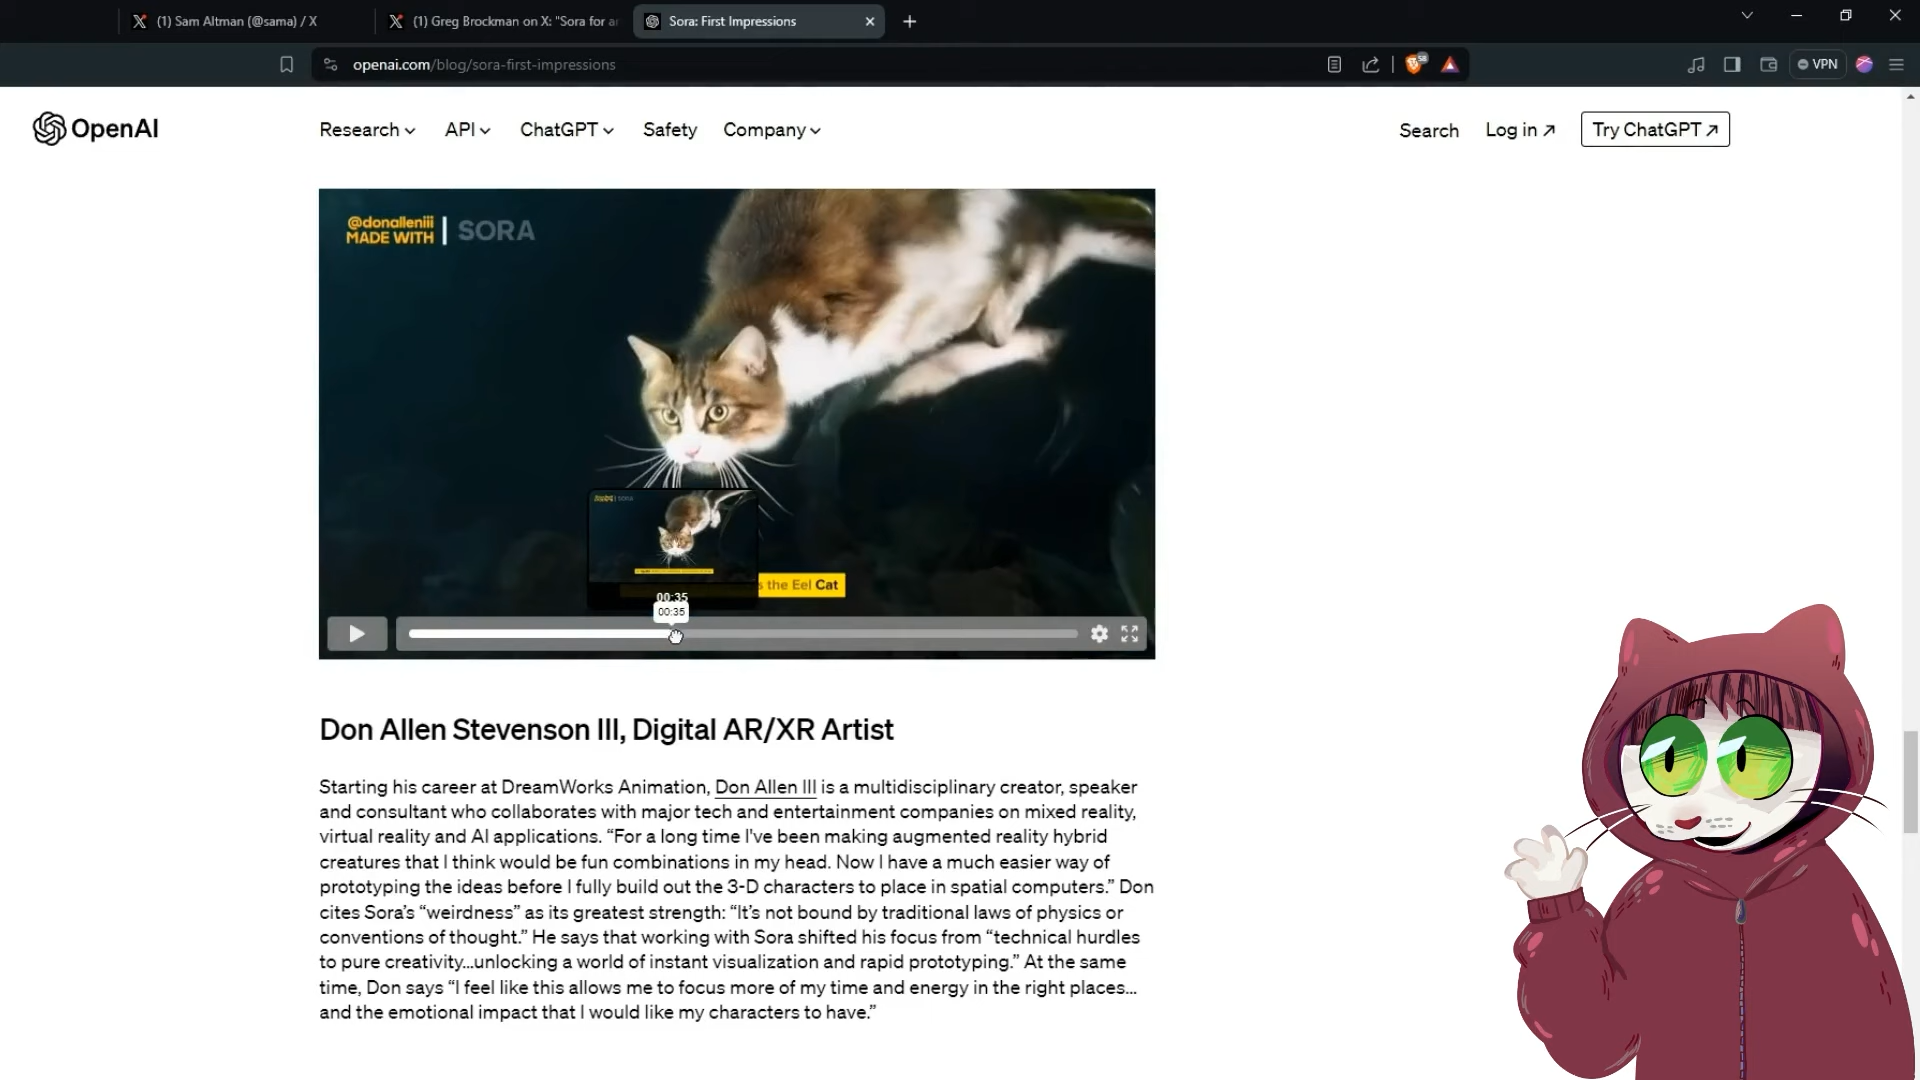 (1) Sam Altman (@sama) / X
(1) Greg Brockman on X: "Sora for ar
Sora: First Impressions
openai.com/blog/sora-first-impressions
VPN
OpenAI
Research
API
ChatGPT
Safety
Company
Search
Log in ↗
Try ChatGPT ↗
@donalleniii
MADE WITH | SORA
the Eel Cat
00:35
00:35
Don Allen Stevenson III, Digital AR/XR Artist
Starting his career at DreamWorks Animation, Don Allen III is a multidisciplinary creator, speaker
and consultant who collaborates with major tech and entertainment companies on mixed reality,
virtual reality and AI applications. “For a long time I've been making augmented reality hybrid
creatures that I think would be fun combinations in my head. Now I have a much easier way of
prototyping the ideas before I fully build out the 3-D characters to place in spatial computers.” Don
cites Sora’s “weirdness” as its greatest strength: “It’s not bound by traditional laws of physics or
conventions of thought.” He says that working with Sora shifted his focus from “technical hurdles
to pure creativity…unlocking a world of instant visualization and rapid prototyping.” At the same
time, Don says “I feel like this allows me to focus more of my time and energy in the right places…
and the emotional impact that I would like my characters to have.”